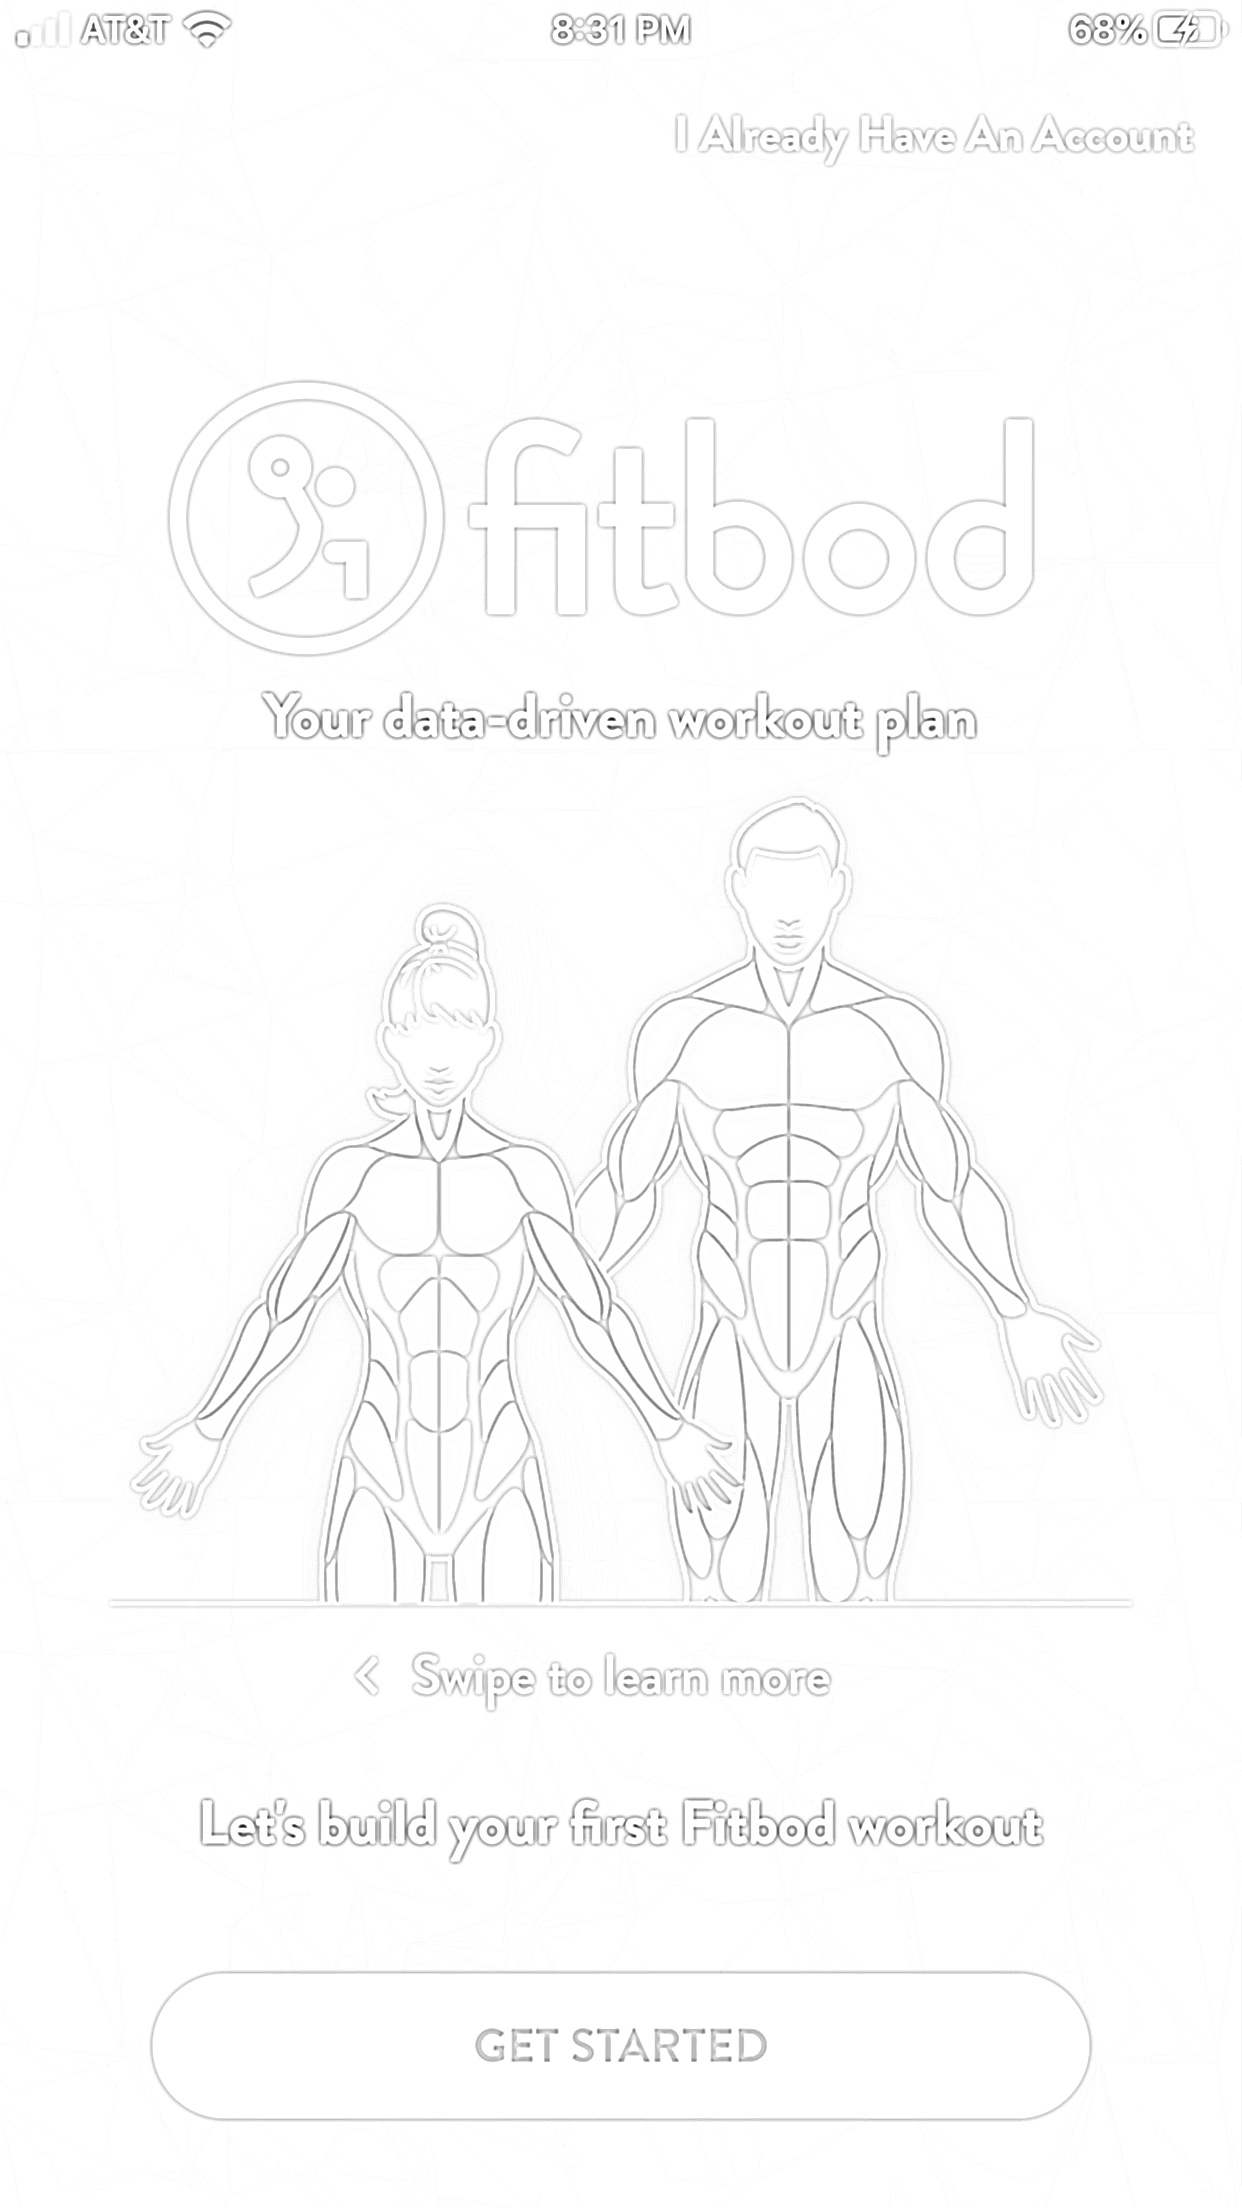 AT&T 8:31 PM 68%
I Already Have An Account
fitbod
Your data-driven workout plan
< Swipe to learn more
Let's build your first Fitbod workout
GET STARTED